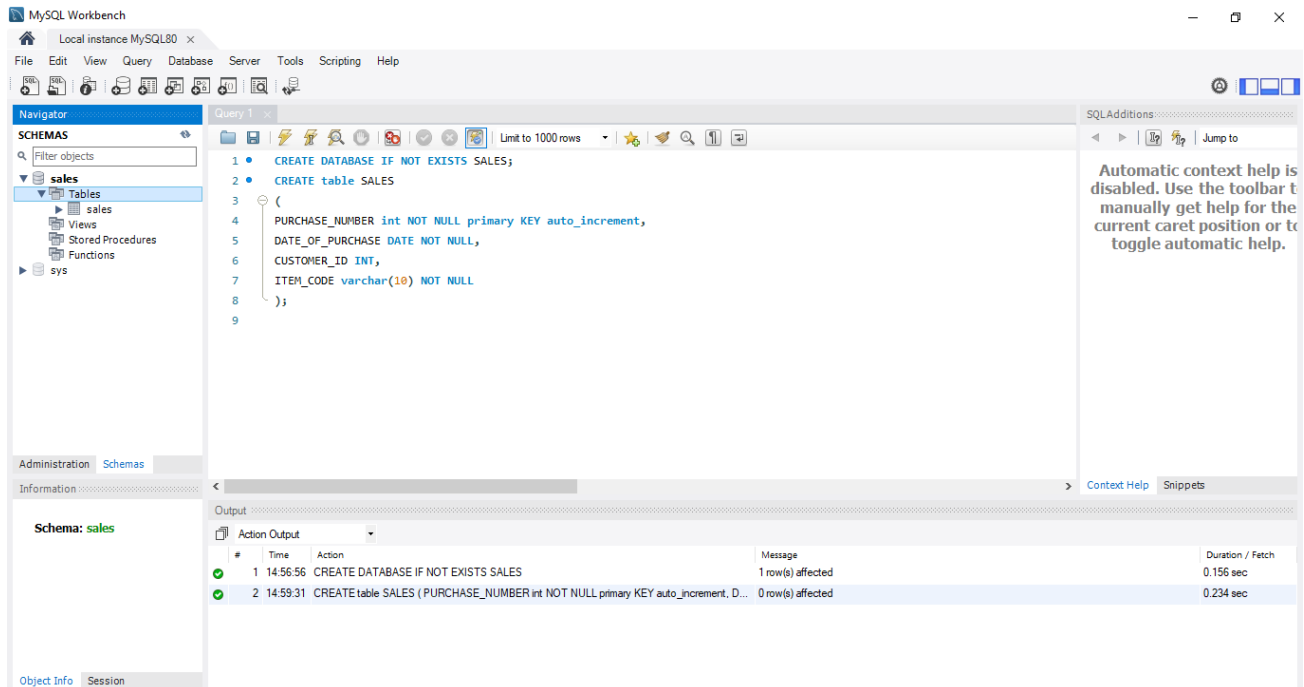 MySQL Workbench
Local instance MySQL80
File Edit View Query Database Server Tools Scripting Help
Navigator
SCHEMAS
Filter objects
sales
Tables
sales
Views
Stored Procedures
Functions
sys
Administration Schemas
Information
Schema: sales
Object Info Session
Query 1
Limit to 1000 rows
1 CREATE DATABASE IF NOT EXISTS SALES;
2 CREATE table SALES
3 (
4 PURCHASE_NUMBER int NOT NULL primary KEY auto_increment,
5 DATE_OF_PURCHASE DATE NOT NULL,
6 CUSTOMER_ID INT,
7 ITEM_CODE varchar(10) NOT NULL
8 );
9
Output
Action Output
# Time Action Message Duration / Fetch
1 14:56:56 CREATE DATABASE IF NOT EXISTS SALES 1 row(s) affected 0.156 sec
2 14:59:31 CREATE table SALES ( PURCHASE_NUMBER int NOT NULL primary KEY auto_increment, D... 0 row(s) affected 0.234 sec
SQLAdditions
Jump to
Automatic context help is
disabled. Use the toolbar t
manually get help for the
current caret position or to
toggle automatic help.
Context Help Snippets